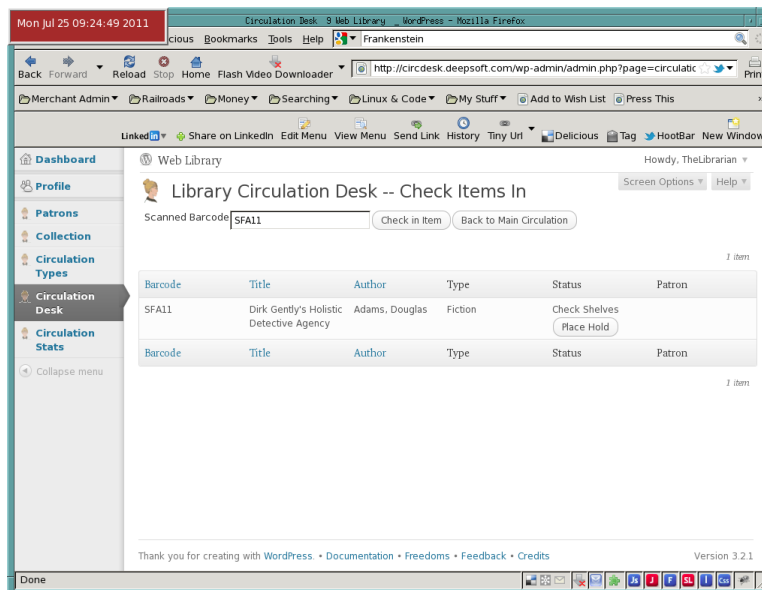 Mon Jul 25 09:24:49 2011
Circulation Desk 9 Web Library _ WordPress - Mozilla Firefox
cious Bookmarks Tools Help Frankenstein
Back Forward Reload Stop Home Flash Video Downloader http://circdesk.deepsoft.com/wp-admin/admin.php?page=circulatic Prin
Merchant Admin Railroads Money Searching Linux & Code My Stuff Add to Wish List Press This
Linkedin Share on LinkedIn Edit Menu View Menu Send Link History Tiny Url Delicious Tag HootBar New Window
Dashboard
Profile
Patrons
Collection
Circulation
Types
Circulation
Desk
Circulation
Stats
Collapse menu
Web Library Howdy, TheLibrarian
Screen Options Help
Library Circulation Desk -- Check Items In
Scanned Barcode SFA11 Check in Item Back to Main Circulation
1 item
Barcode Title Author Type Status Patron
SFA11 Dirk Gently's Holistic Adams, Douglas Fiction Check Shelves
Detective Agency Place Hold
Barcode Title Author Type Status Patron
1 item
Thank you for creating with WordPress. • Documentation • Freedoms • Feedback • Credits Version 3.2.1
Done Js J F SL I Css